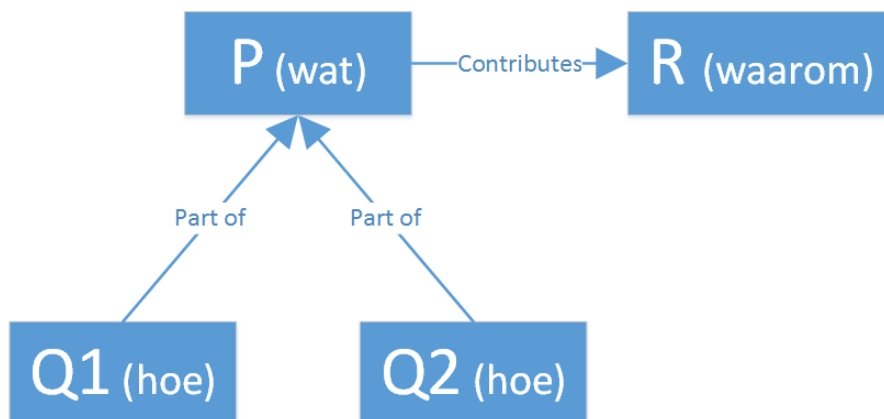 P (wat)
Contributes
R (waarom)
Part of
Part of
Q1 (hoe)
Q2 (hoe)